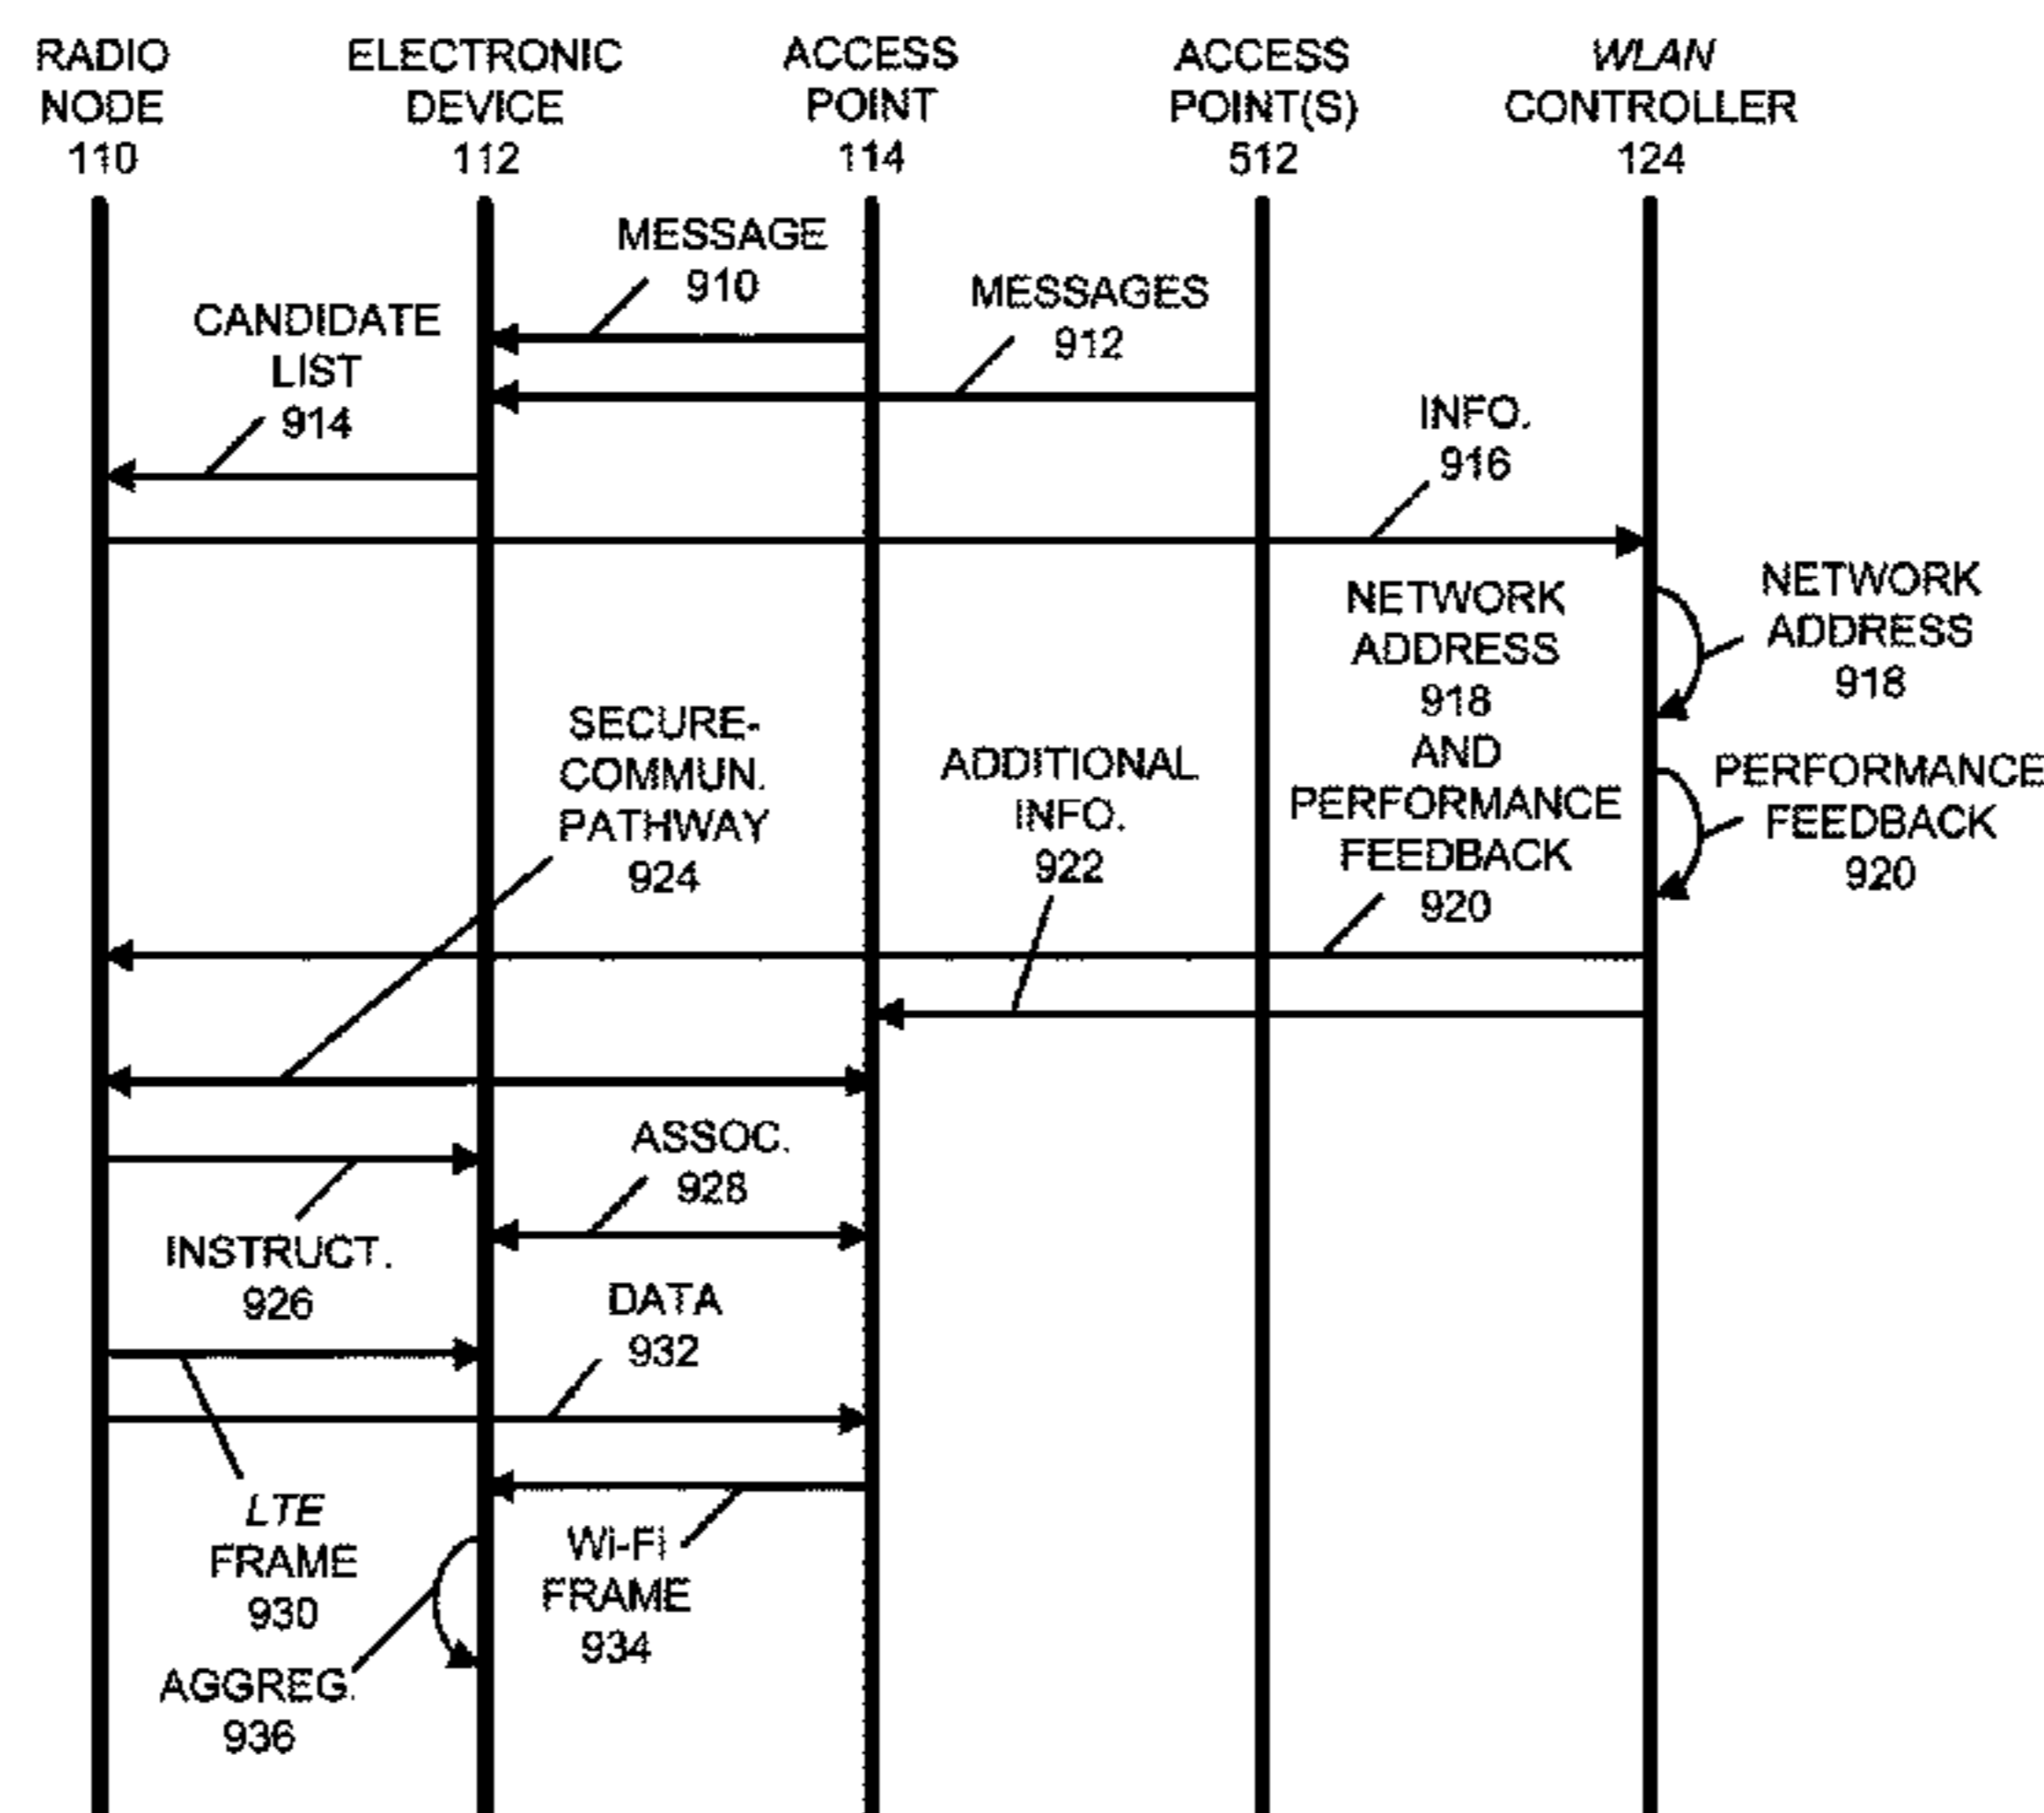 RADIO
NODE
110
ELECTRONIC
DEVICE
112
ACCESS
POINT
114
ACCESS
POINT(S)
512
WLAN
CONTROLLER
124
MESSAGE
910
MESSAGES
912
CANDIDATE
LIST
914
INFO.
916
NETWORK
ADDRESS
918
NETWORK
ADDRESS
918
AND
PERFORMANCE
FEEDBACK
920
PERFORMANCE
FEEDBACK
920
ADDITIONAL
INFO.
922
SECURE-
COMMUN.
PATHWAY
924
INSTRUCT.
926
ASSOC.
928
LTE
FRAME
930
DATA
932
Wi-Fi
FRAME
934
AGGREG.
936